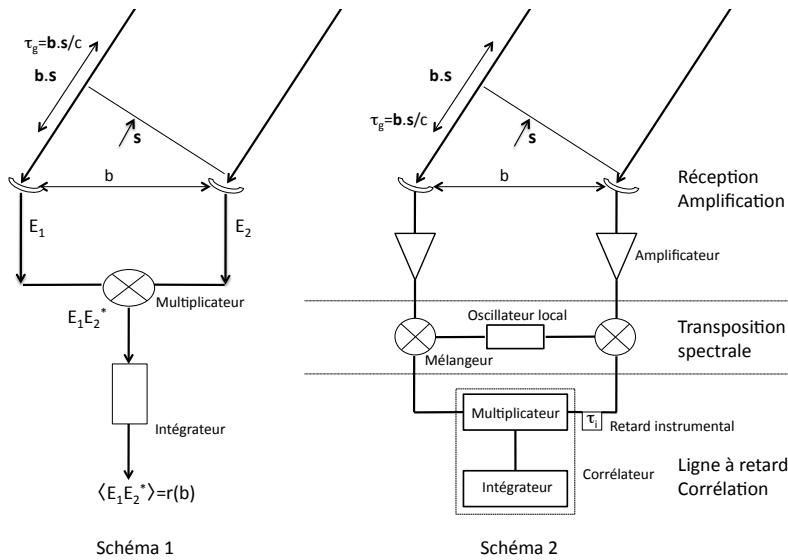 τg=b.s/c
b.s
s
b
E1
E2
Multiplicateur
E1E2*
Intégrateur
⟨E1E2*⟩=r(b)
Schéma 1
b.s
τg=b.s/c
s
b
Réception
Amplification
Amplificateur
Oscillateur local
Mélangeur
Transposition
spectrale
Multiplicateur
τi
Retard instrumental
Corrélateur
Intégrateur
Ligne à retard
Corrélation
Schéma 2